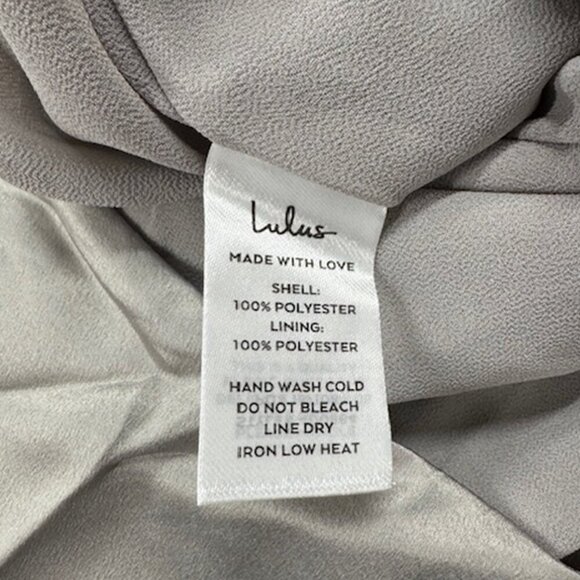 Lulus
MADE WITH LOVE
SHELL:
100% POLYESTER
LINING:
100% POLYESTER
HAND WASH COLD
DO NOT BLEACH
LINE DRY
IRON LOW HEAT